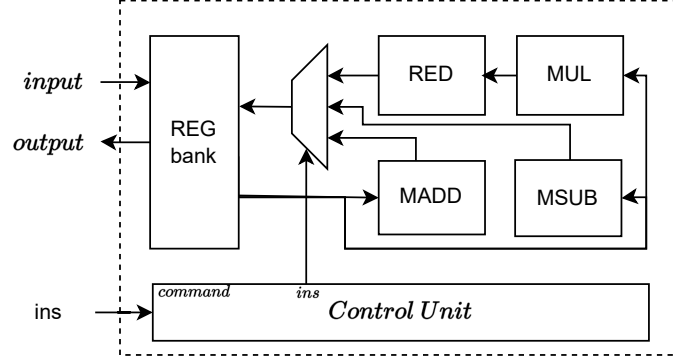 input
output
REG
bank
RED
MUL
MADD
MSUB
ins
command
ins
Control Unit